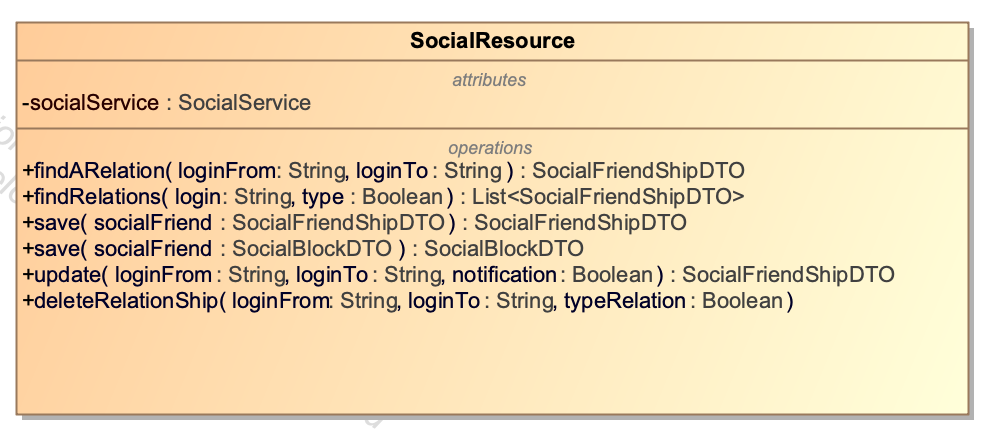 SocialResource
attributes
-socialService : SocialService
operations
+findARelation( loginFrom: String, loginTo : String ) : SocialFriendShipDTO
+findRelations( login: String, type : Boolean ) : List<SocialFriendShipDTO>
+save( socialFriend : SocialFriendShipDTO ) : SocialFriendShipDTO
+save( socialFriend : SocialBlockDTO ) : SocialBlockDTO
+update( loginFrom : String, loginTo : String, notification : Boolean ) : SocialFriendShipDTO
+deleteRelationShip( loginFrom: String, loginTo : String, typeRelation : Boolean )